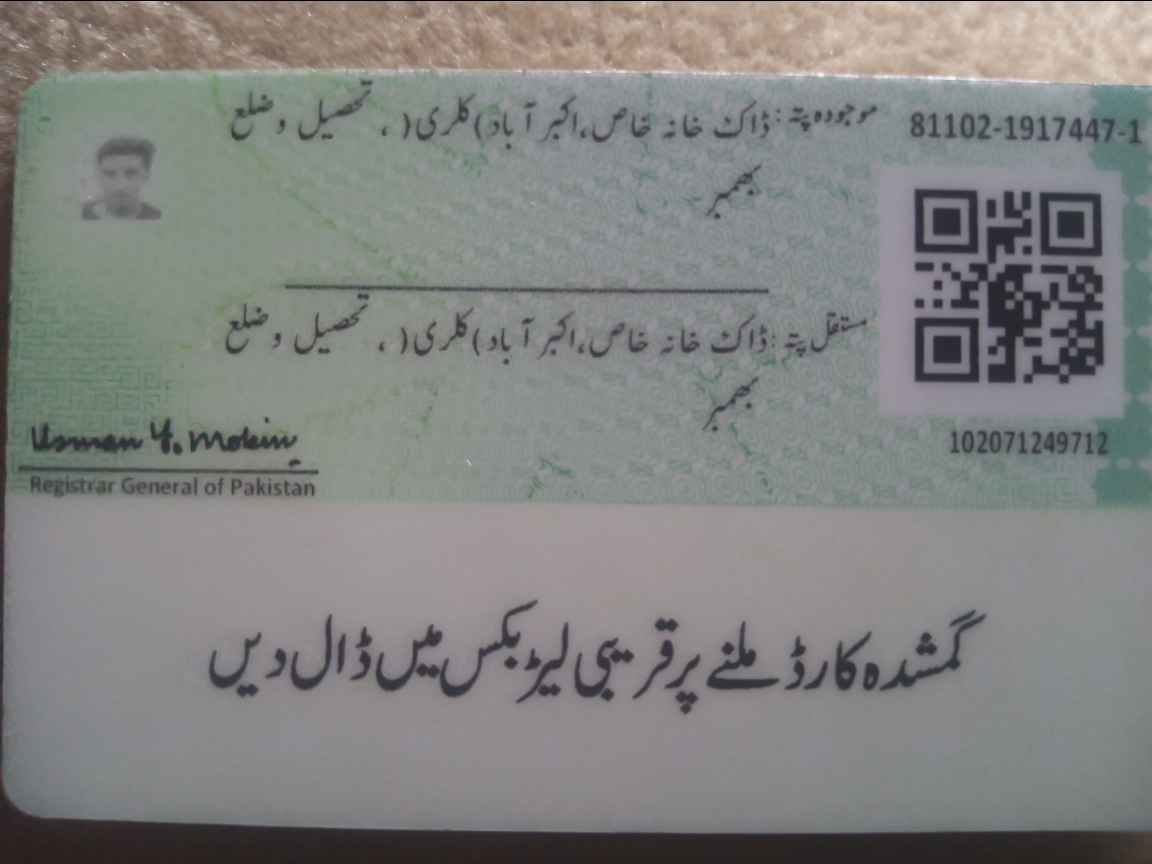 موجودہ پتہ: ڈاک خانہ خاص، اکبر آباد)کلری( ، تحصیل و ضلع
بھمبر
81102-1917447-1
مستقل پتہ: ڈاک خانہ خاص، اکبر آباد)کلری( ، تحصیل و ضلع
بھمبر
102071249712
Usman Y. Mobin
Registrar General of Pakistan
گمشدہ کارڈ ملنے پر قریبی لیٹر بکس میں ڈال دیں